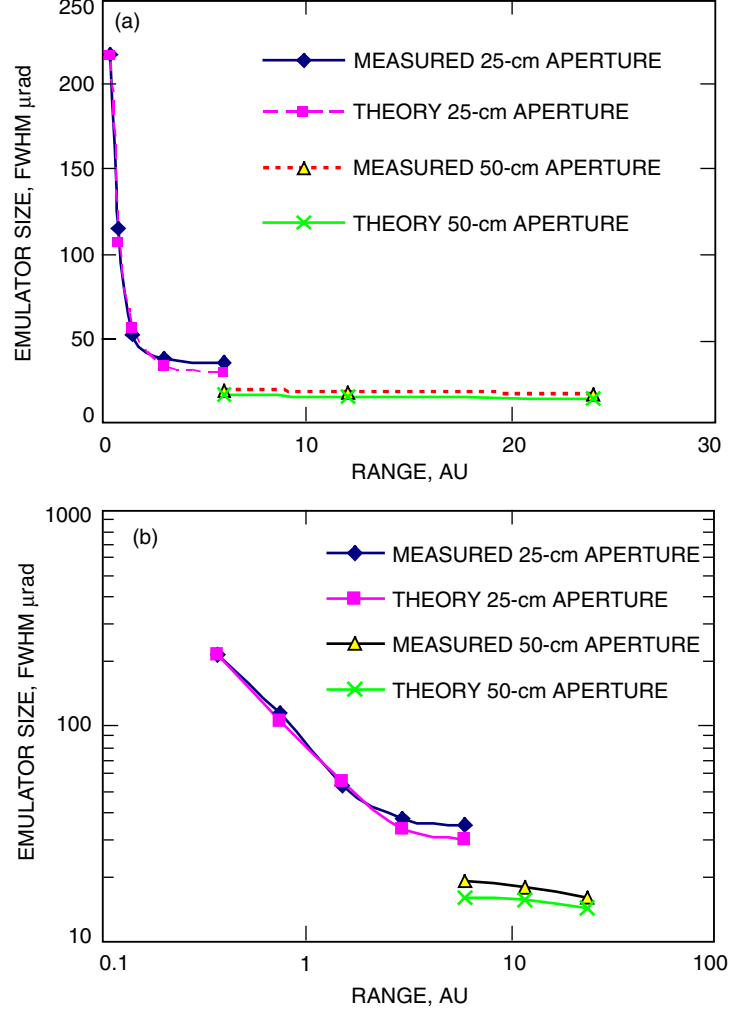 (a)
250
200
150
100
50
0
EMULATOR SIZE, FWHM μrad
MEASURED 25-cm APERTURE
THEORY 25-cm APERTURE
MEASURED 50-cm APERTURE
THEORY 50-cm APERTURE
0 10 20 30
RANGE, AU
(b)
1000
100
10
EMULATOR SIZE, FWHM μrad
MEASURED 25-cm APERTURE
THEORY 25-cm APERTURE
MEASURED 50-cm APERTURE
THEORY 50-cm APERTURE
0.1 1 10 100
RANGE, AU